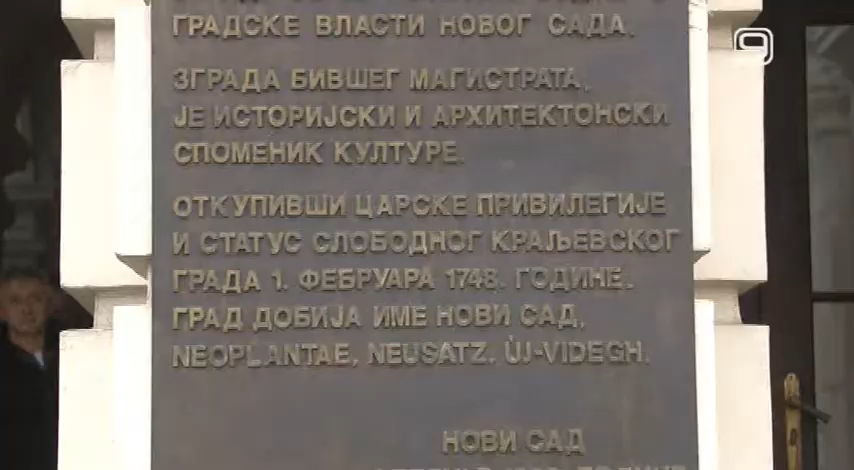 ГРАДСКЕ ВЛАСТИ НОВОГ САДА.
ЗГРАДА БИВШЕГ МАГИСТРАТА,
ЈЕ ИСТОРИЈСКИ И АРХИТЕКТОНСКИ
СПОМЕНИК КУЛТУРЕ.
ОТКУПИВШИ ЦАРСКЕ ПРИВИЛЕГИЈЕ
И СТАТУС СЛОБОДНОГ КРАЉЕВСКОГ
ГРАДА 1. ФЕБРУАРА 1748. ГОДИНЕ,
ГРАД ДОБИЈА ИМЕ НОВИ САД,
NEOPLANTAE, NEUSATZ, ÚJ-VIDEGH.
НОВИ САД